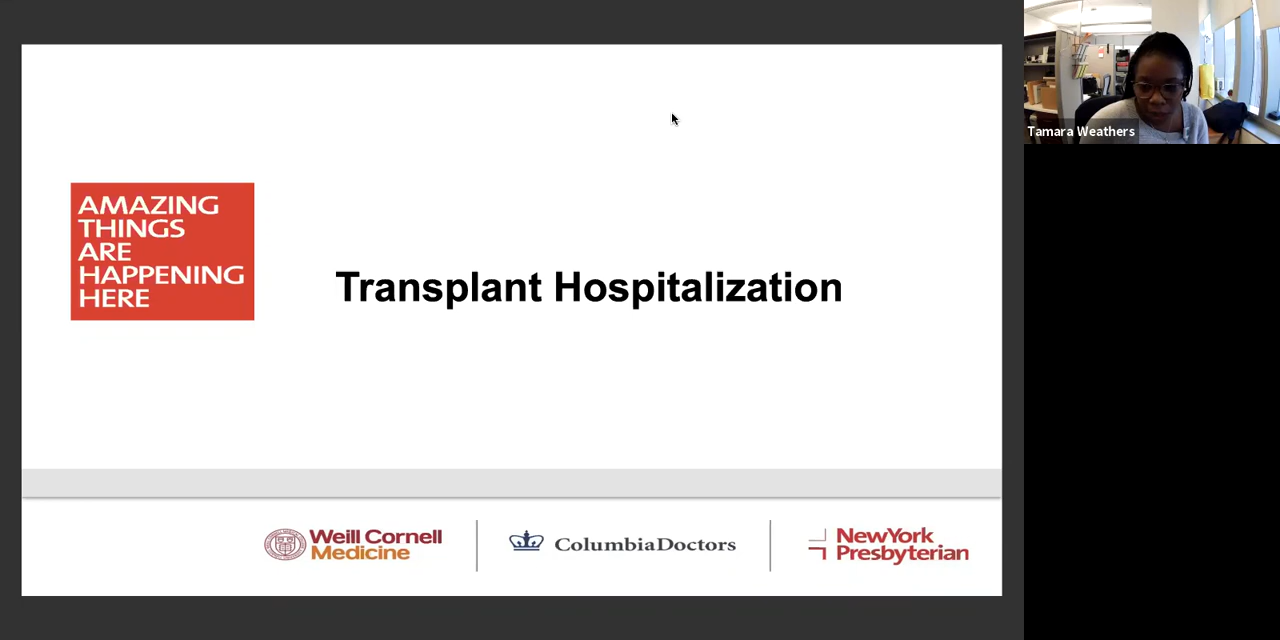 AMAZING
THINGS
ARE
HAPPENING
HERE
Transplant Hospitalization
Weill Cornell
Medicine
ColumbiaDoctors
NewYork
Presbyterian
Tamara Weathers